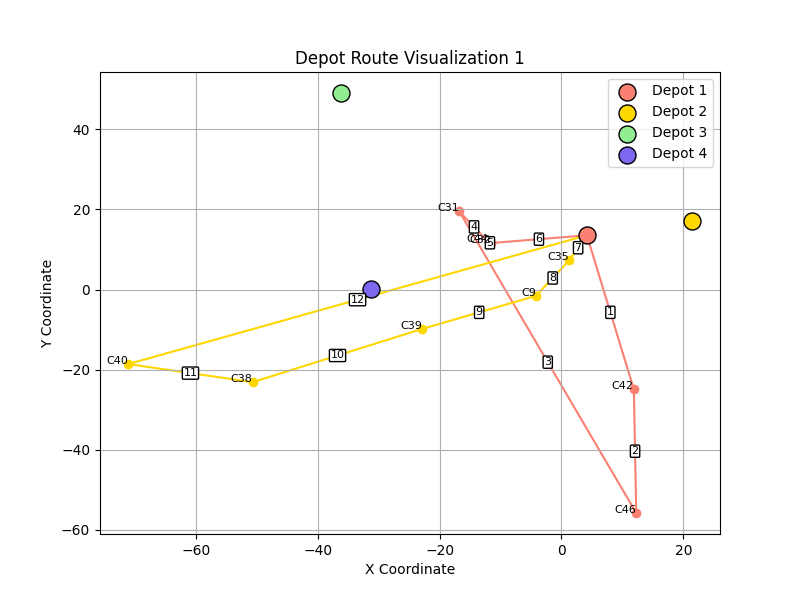 Depot Route Visualization 1
Depot 1
Depot 2
Depot 3
Depot 4
Y Coordinate
40
20
0
−20
−40
−60
C31
4
5
6
7
C35
8
C9
12
9
1
C39
10
3
C40
11
C38
C42
2
C46
−60
−40
−20
0
20
X Coordinate